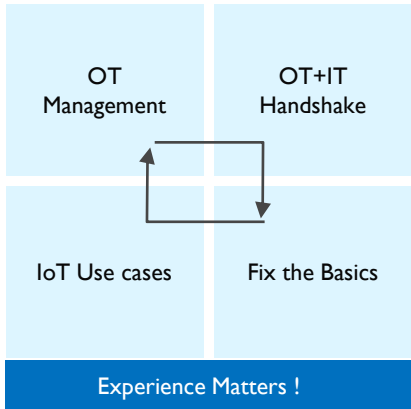 OT
Management
OT+IT
Handshake
IoT Use cases
Fix the Basics
Experience Matters !